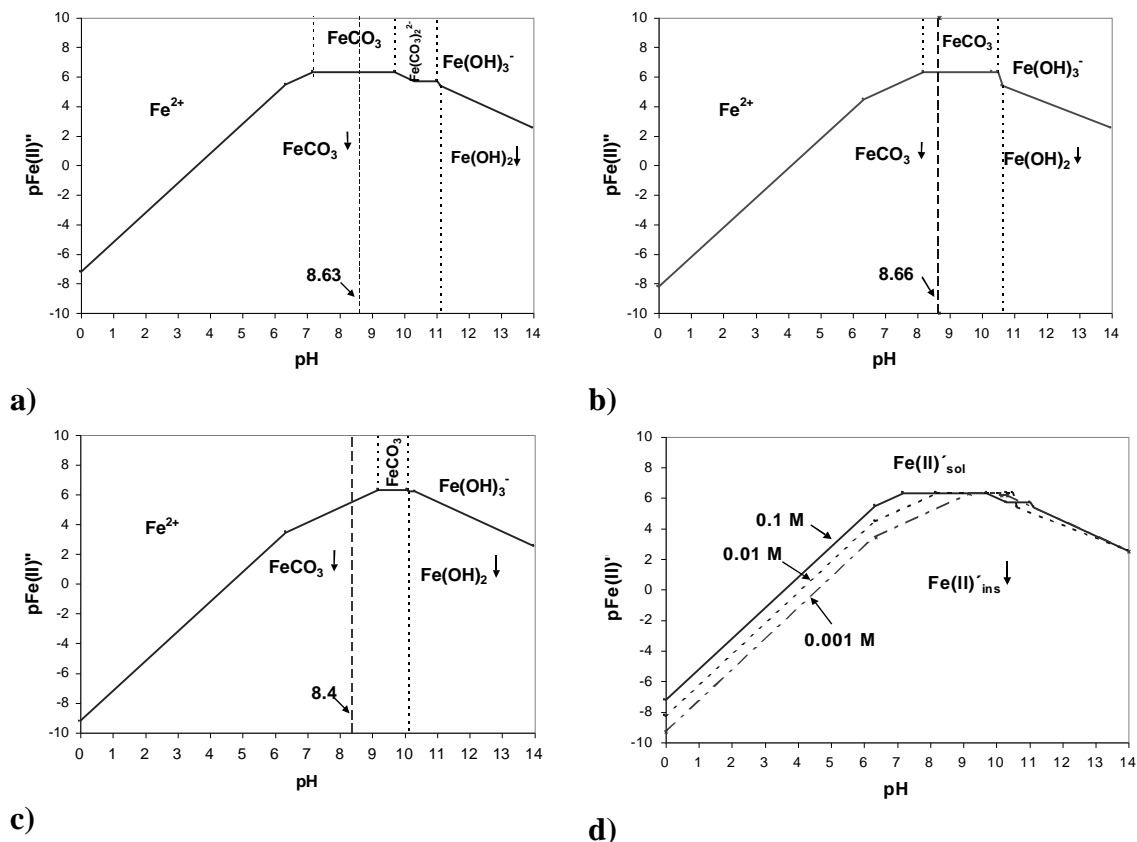 10
8
6
4
2
0
-2
-4
-6
-8
-10
pFe(II)"
FeCO₃
Fe(CO₃)₂²⁻
Fe(OH)₃⁻
Fe²⁺
FeCO₃ ↓
Fe(OH)₂↓
8.63
0 1 2 3 4 5 6 7 8 9 10 11 12 13 14
pH
a)
10
8
6
4
2
0
-2
-4
-6
-8
-10
pFe(II)"
FeCO₃
Fe(OH)₃⁻
Fe²⁺
FeCO₃ ↓
Fe(OH)₂ ↓
8.66
0 1 2 3 4 5 6 7 8 9 10 11 12 13 14
pH
b)
10
8
6
4
2
0
-2
-4
-6
-8
-10
pFe(II)"
FeCO₃
Fe(OH)₃⁻
Fe²⁺
FeCO₃ ↓
Fe(OH)₂ ↓
8.4
0 1 2 3 4 5 6 7 8 9 10 11 12 13 14
pH
c)
10
8
6
4
2
0
-2
-4
-6
-8
-10
pFe(II)'
Fe(II)´sol
0.1 M
0.01 M
Fe(II)´ins ↓
0.001 M
0 1 2 3 4 5 6 7 8 9 10 11 12 13 14
pH
d)